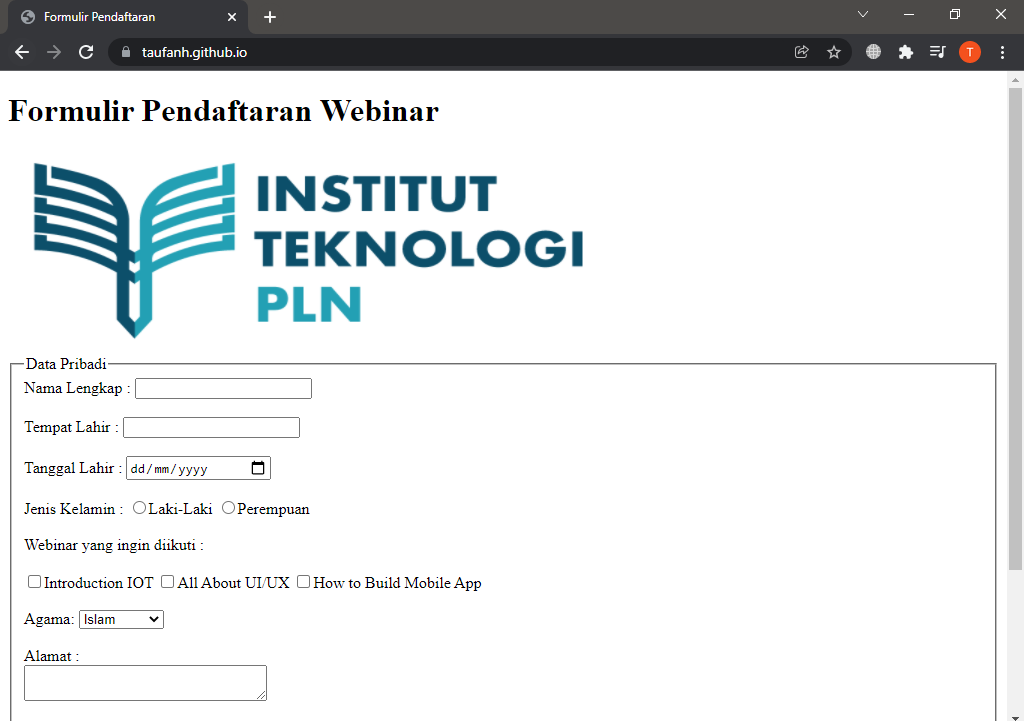 Formulir Pendaftaran
taufanh.github.io
T
Formulir Pendaftaran Webinar
INSTITUT
TEKNOLOGI
PLN
Data Pribadi
Nama Lengkap :
Tempat Lahir :
Tanggal Lahir : dd/mm/yyyy
Jenis Kelamin : Laki-Laki Perempuan
Webinar yang ingin diikuti :
Introduction IOT All About UI/UX How to Build Mobile App
Agama: Islam
Alamat :